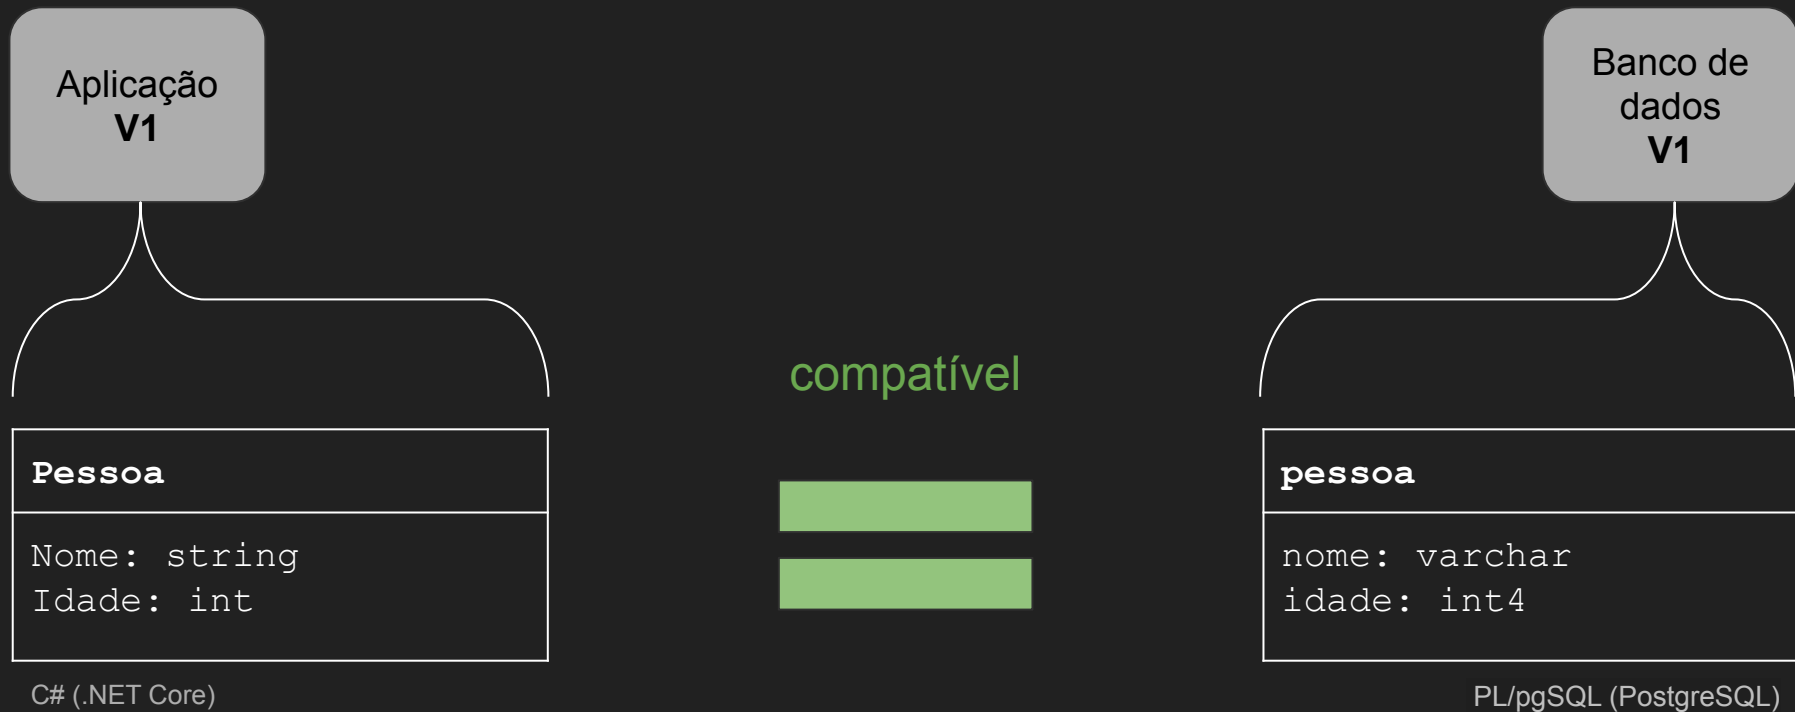 Aplicação
V1
Banco de
dados
V1
compatível
Pessoa
Nome: string
Idade: int
pessoa
nome: varchar
idade: int4
C# (.NET Core)
PL/pgSQL (PostgreSQL)